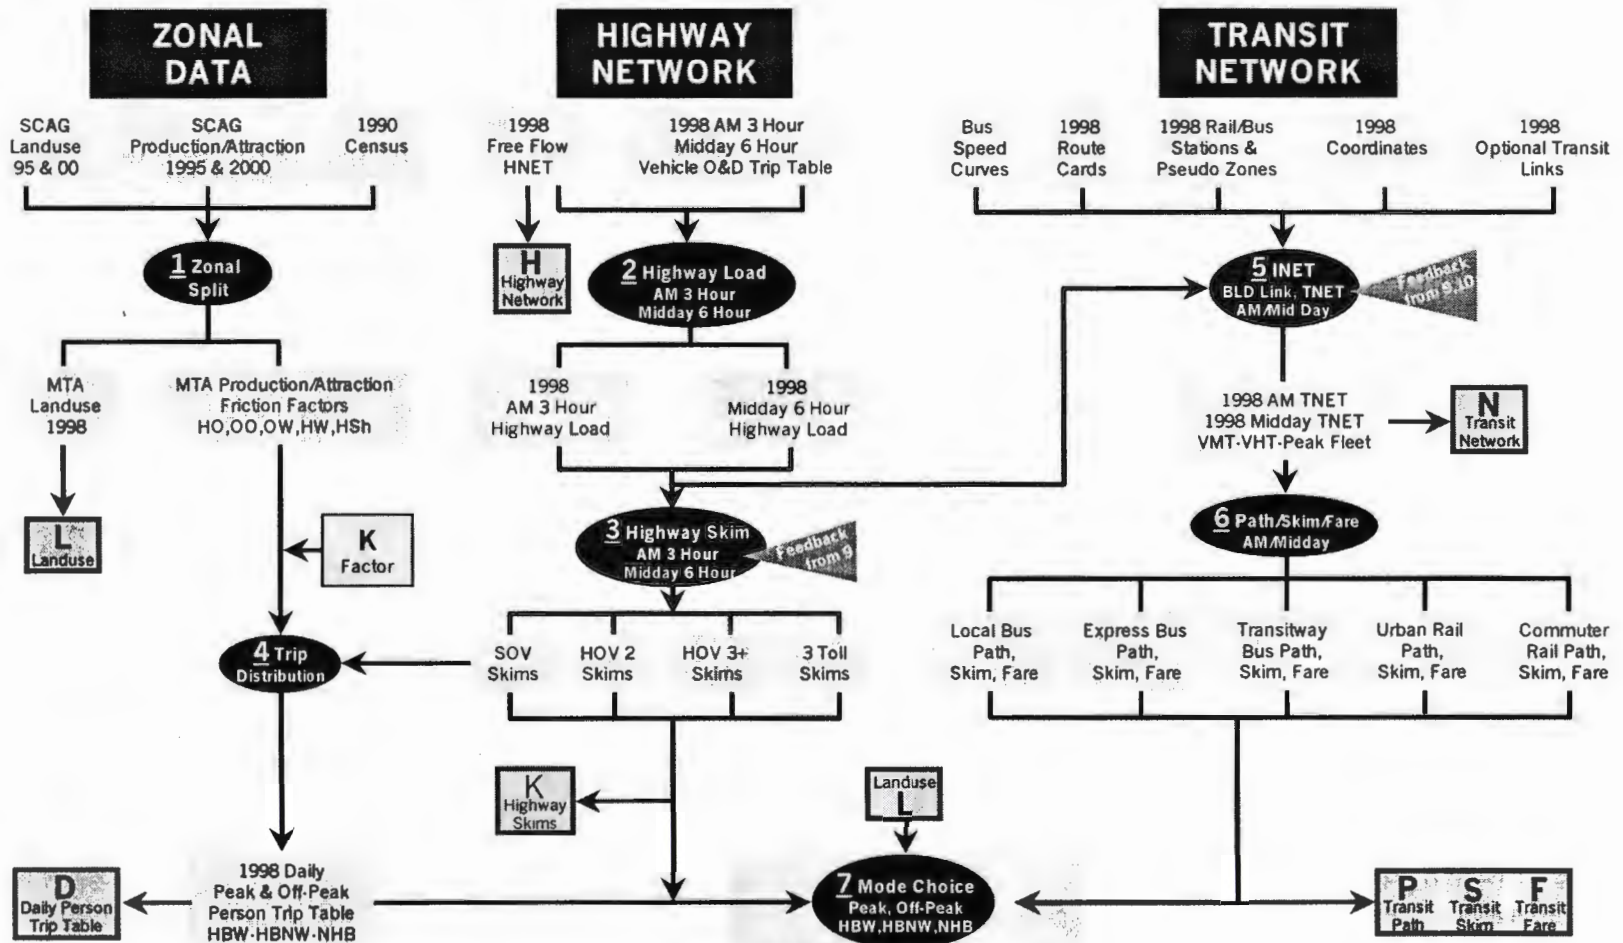 ZONAL
DATA
HIGHWAY
NETWORK
TRANSIT
NETWORK
SCAG
Landuse
95 & 00
SCAG
Production/Attraction
1995 & 2000
1990
Census
1998
Free Flow
HNET
1998 AM 3 Hour
Midday 6 Hour
Vehicle O&D Trip Table
Bus
Speed
Curves
1998
Route
Cards
1998 Rail/Bus
Stations &
Pseudo Zones
1998
Coordinates
1998
Optional Transit
Links
1 Zonal
Split
H
Highway
Network
2 Highway Load
AM 3 Hour
Midday 6 Hour
5 INET
BLD Link, TNET
AM/Mid Day
Feedback
from 9,10
MTA
Landuse
1998
MTA Production/Attraction
Friction Factors
HO,OO,OW,HW,HSh
1998
AM 3 Hour
Highway Load
1998
Midday 6 Hour
Highway Load
1998 AM TNET
1998 Midday TNET
VMT-VHT-Peak Fleet
N
Transit
Network
L
Landuse
K
Factor
3 Highway Skim
AM 3 Hour
Midday 6 Hour
Feedback
from 9
6 Path/Skim/Fare
AM/Midday
4 Trip
Distribution
SOV
Skims
HOV 2
Skims
HOV 3+
Skims
3 Toll
Skims
Local Bus
Path,
Skim, Fare
Express Bus
Path,
Skim, Fare
Transitway
Bus Path,
Skim, Fare
Urban Rail
Path,
Skim, Fare
Commuter
Rail Path,
Skim, Fare
K
Highway
Skims
Landuse
L
D
Daily Person
Trip Table
1998 Daily
Peak & Off-Peak
Person Trip Table
HBW-HBNW-NHB
7 Mode Choice
Peak, Off-Peak
HBW,HBNW,NHB
P
Transit
Path
S
Transit
Skim
F
Transit
Fare